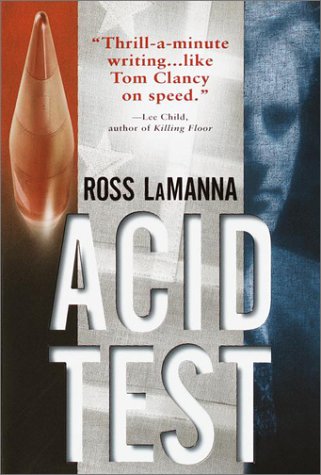 “Thrill-a-minute
writing...like
Tom Clancy
on speed.”
—Lee Child,
author of Killing Floor
ROSS LAMANNA
ACID
TEST